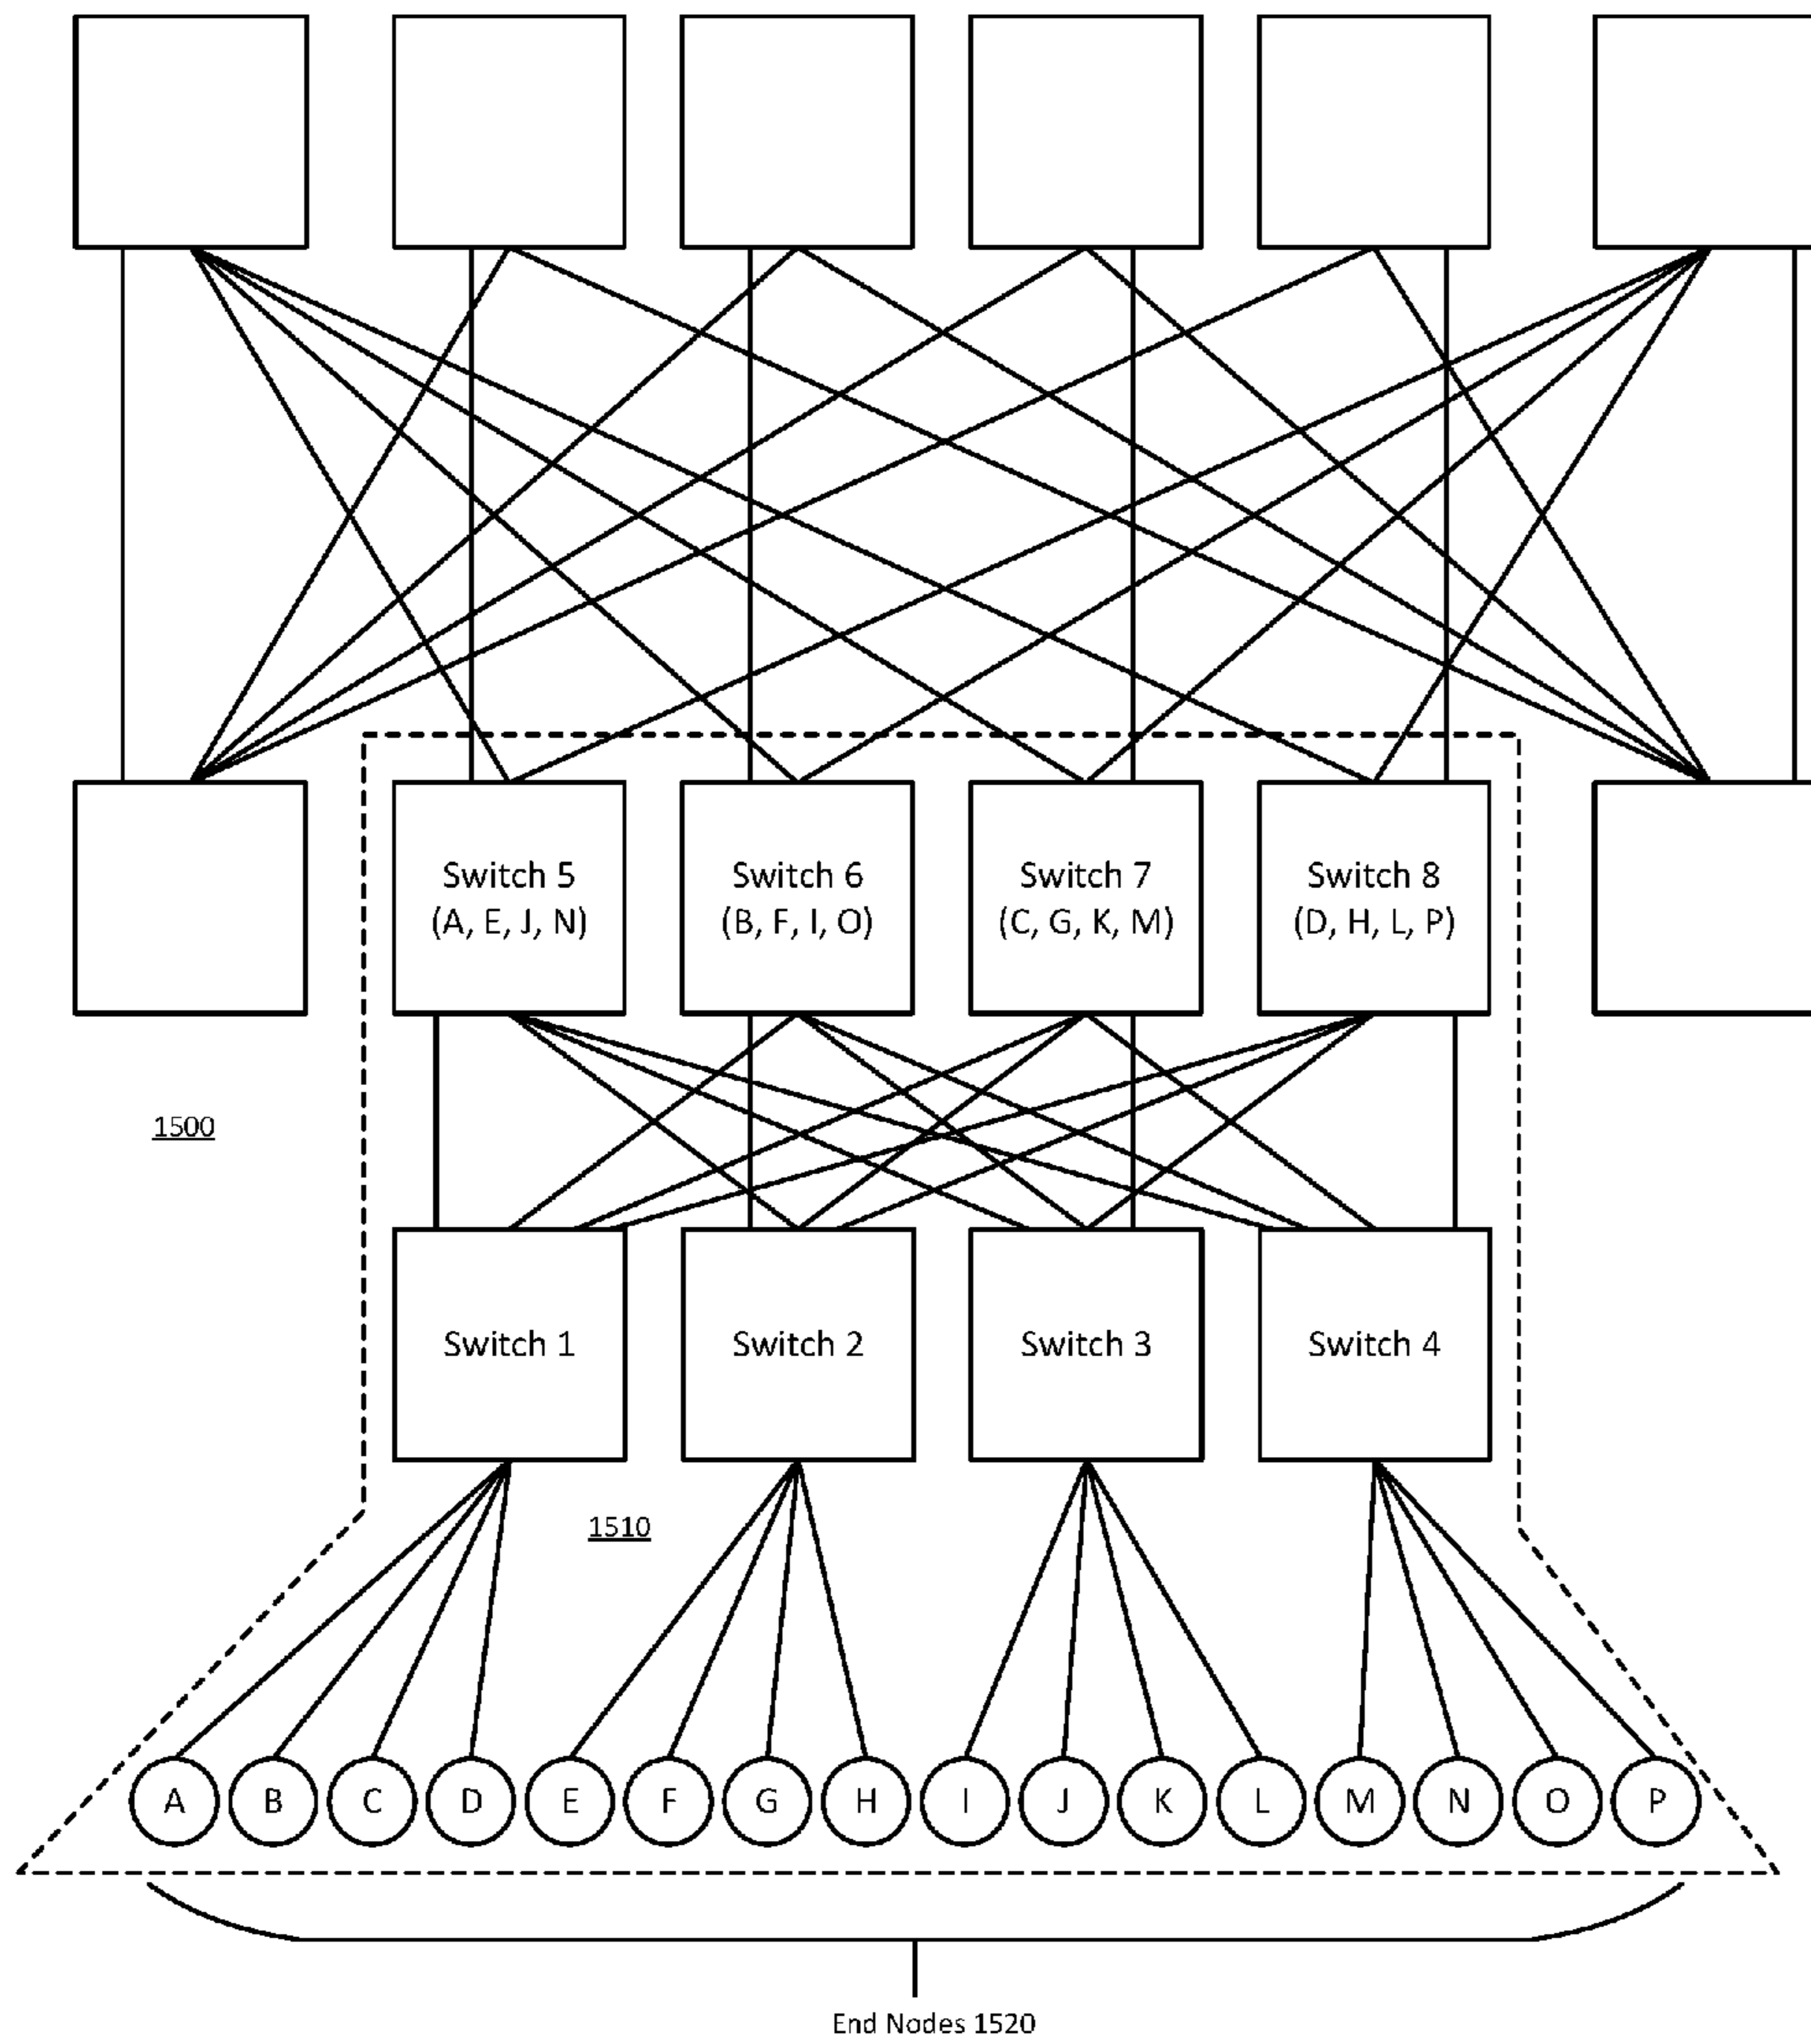 Switch 5
(A, E, J, N)
Switch 6
(B, F, I, O)
Switch 7
(C, G, K, M)
Switch 8
(D, H, L, P)
1500
Switch 1
Switch 2
Switch 3
Switch 4
1510
A
B
C
D
E
F
G
H
I
J
K
L
M
N
O
P
End Nodes 1520